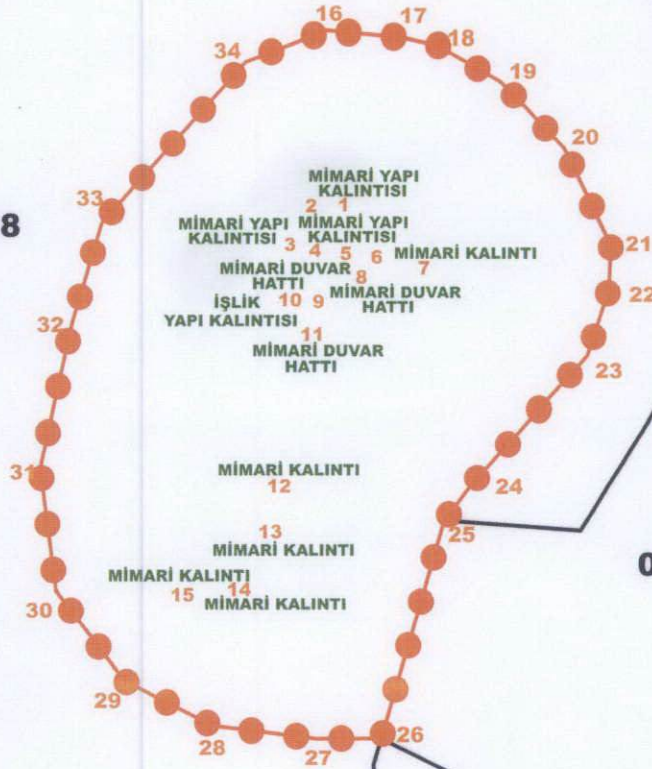 16
17
18
34
19
20
MİMARİ YAPI
KALINTISI
2 1
33
8
MİMARİ YAPI
KALINTISI
MİMARİ YAPI
KALINTISI
3 4 5 6
MİMARİ KALINTI
7
21
MİMARİ DUVAR
HATTI
8
MİMARİ DUVAR
HATTI
22
İŞLİK
YAPI KALINTISI
10 9
11
MİMARİ DUVAR
HATTI
32
23
MİMARİ KALINTI
12
31
24
25
13
MİMARİ KALINTI
0
MİMARİ KALINTI
15
14
MİMARİ KALINTI
30
29
28
27
26